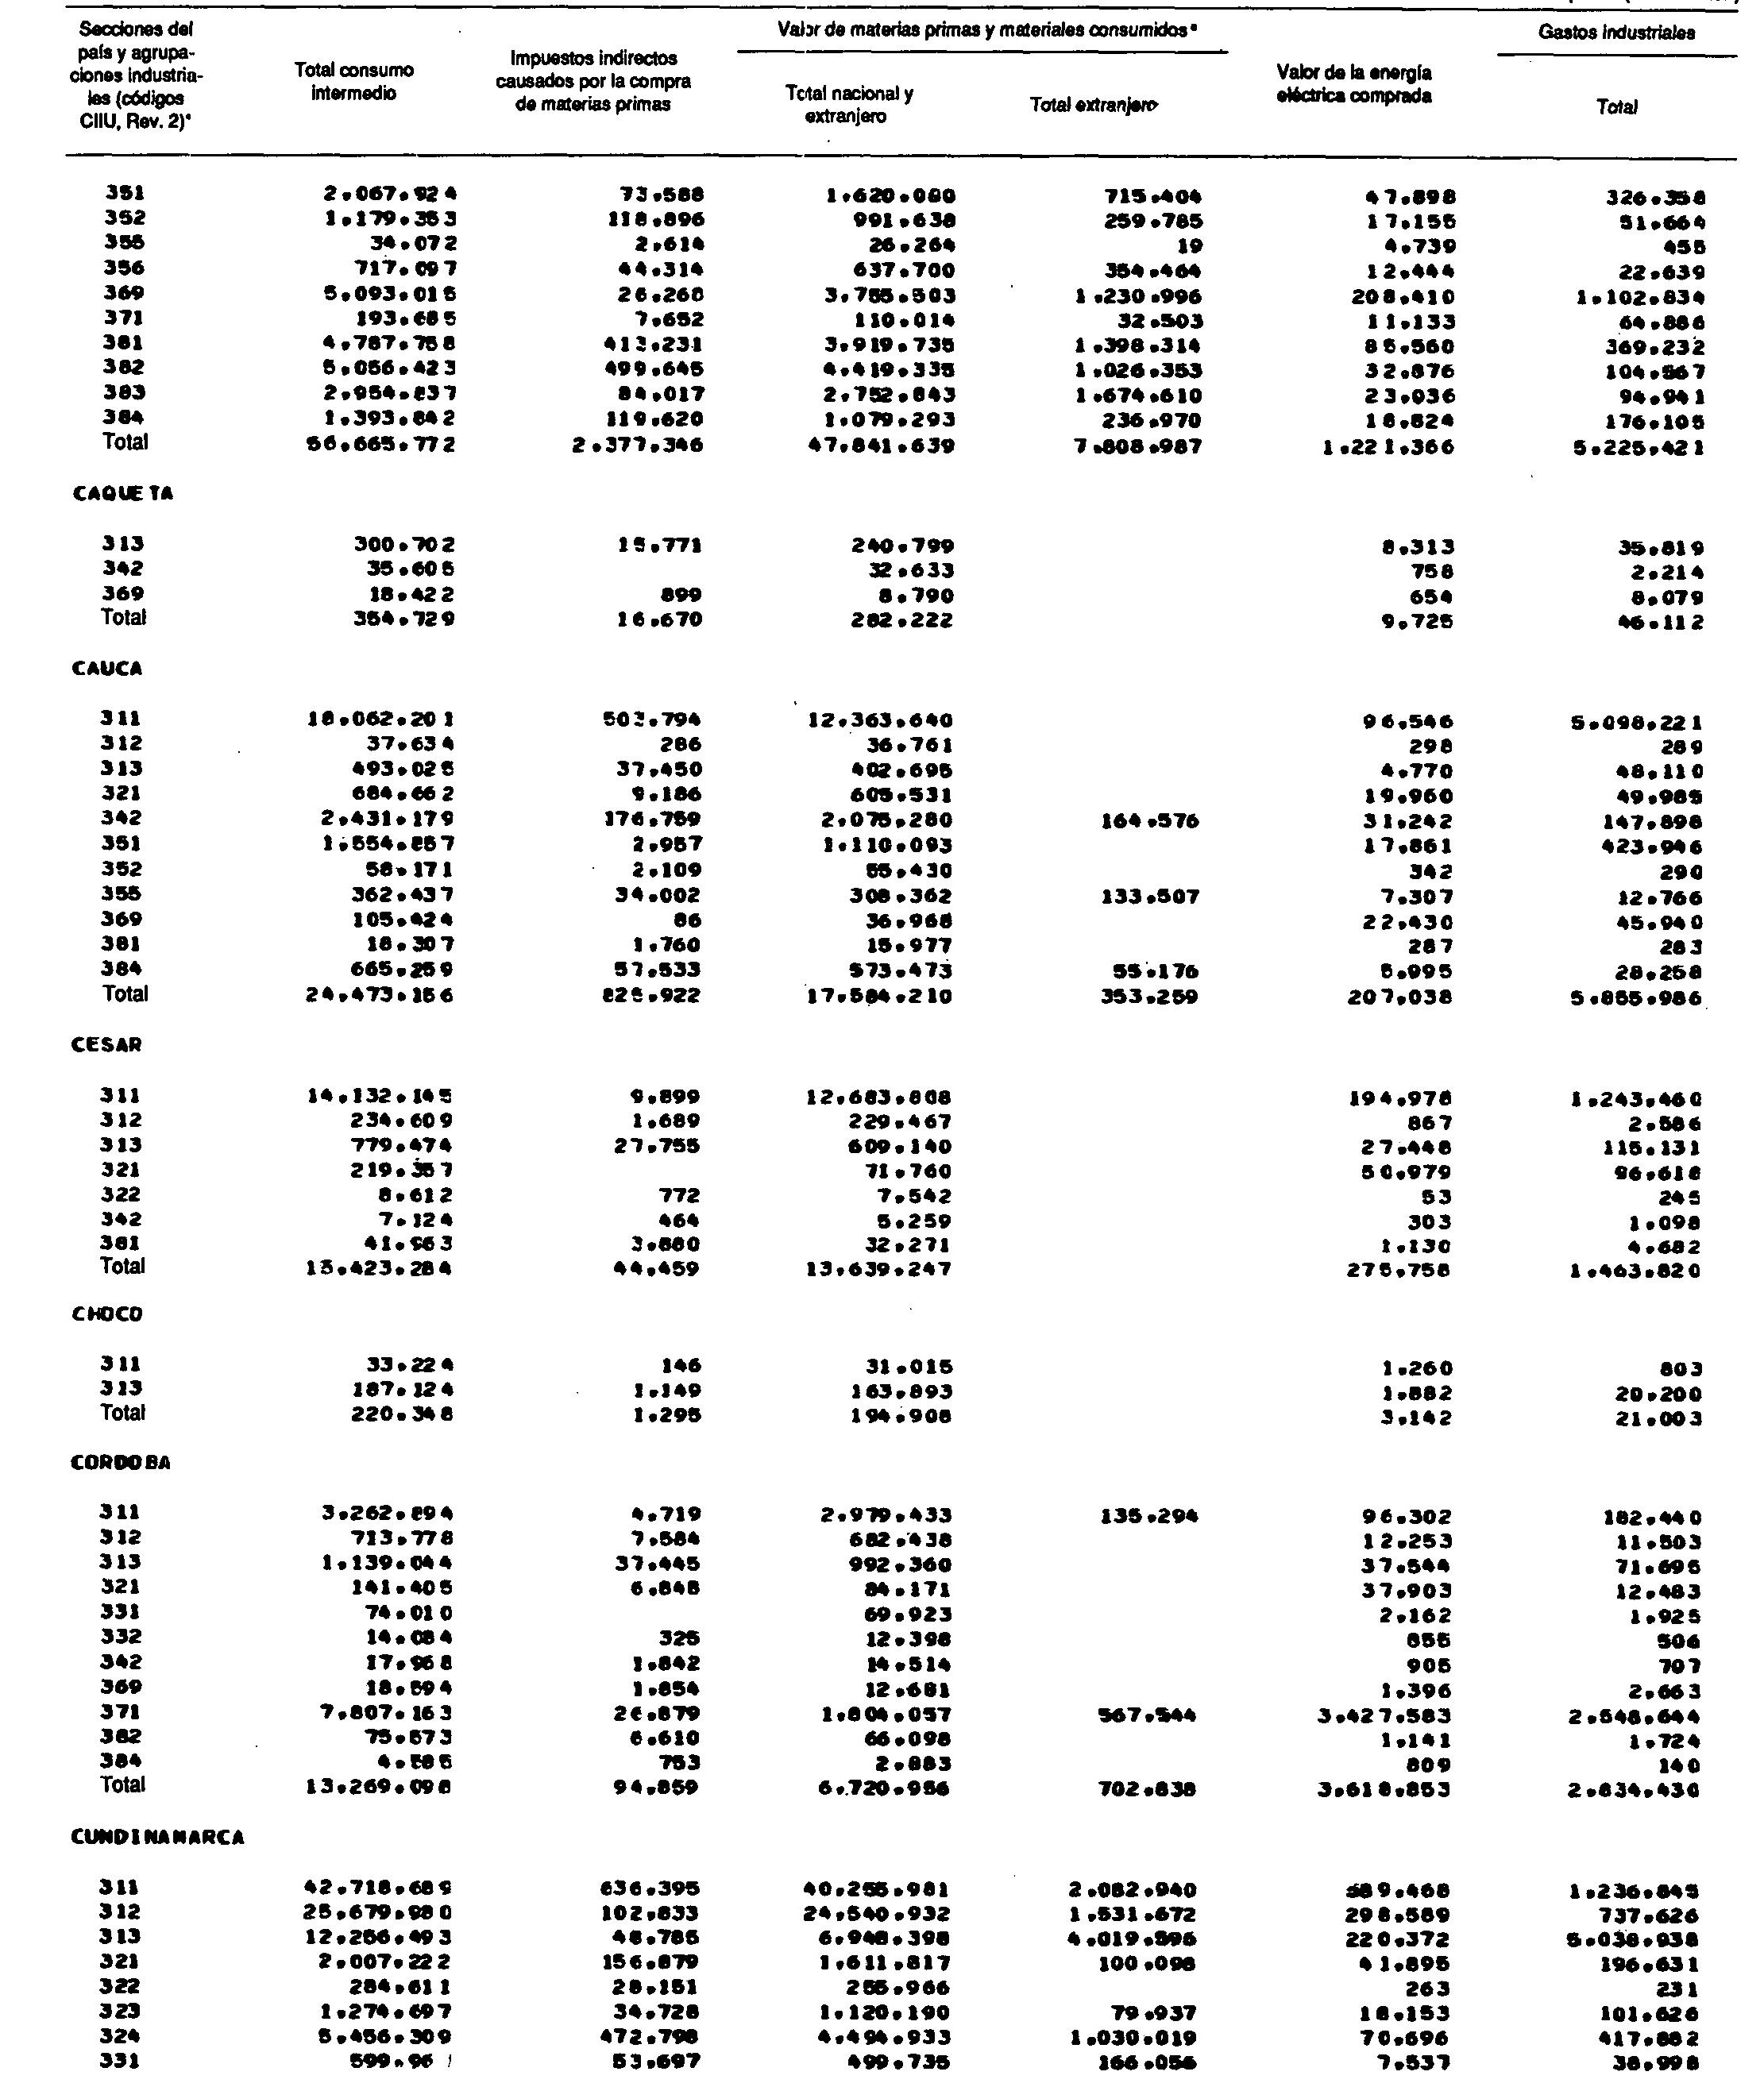 Secciones del país y agrupaciones industriales (códigos CIIU, Rev. 2)ª
Total consumo intermedio
Impuestos indirectos causados por la compra de materias primas
Valor de materias primas y materiales consumidosª
Total nacional y extranjero
Total extranjero
Valor de la energía eléctrica comprada
Gastos industriales
Total
351 2.067.924 73.588 1.620.080 715.404 47.898 326.358
352 1.179.353 118.896 991.638 259.785 17.155 51.664
355 34.072 2.614 26.264 19 4.739 455
356 717.097 44.314 637.700 354.464 12.444 22.639
369 5.093.015 26.268 3.755.503 1.230.996 208.410 1.102.834
371 193.685 7.652 110.014 32.503 11.133 64.886
381 4.787.758 413.231 3.919.735 1.398.314 85.560 369.232
382 5.056.423 499.645 4.419.335 1.026.353 32.876 104.567
383 2.954.837 84.017 2.752.843 1.674.610 23.036 94.941
384 1.393.842 119.620 1.079.293 236.970 18.824 176.105
Total 56.665.772 2.377.346 47.841.639 7.808.987 1.221.366 5.225.421
CAQUETA
313 300.702 15.771 240.799 8.313 35.819
342 35.605 32.633 758 2.214
369 18.422 899 8.790 654 8.079
Total 354.729 16.670 282.222 9.725 46.112
CAUCA
311 18.062.201 503.794 12.363.640 96.546 5.098.221
312 37.634 286 36.761 298 289
313 493.025 37.450 402.695 4.770 48.110
321 684.662 9.186 605.531 19.960 49.985
342 2.431.179 176.759 2.075.280 164.576 31.242 147.898
351 1.554.857 2.957 1.110.093 17.861 423.946
352 58.171 2.109 55.430 342 290
355 362.437 34.002 308.362 133.507 7.307 12.766
369 105.424 86 36.968 22.430 45.940
381 18.307 1.760 15.977 287 283
384 665.259 57.533 573.473 55.176 5.995 28.258
Total 24.473.156 825.922 17.584.210 353.259 207.038 5.855.986
CESAR
311 14.132.145 9.899 12.683.808 194.978 1.243.460
312 234.609 1.689 229.467 867 2.586
313 779.474 27.755 609.140 27.448 115.131
321 219.357 71.760 50.979 96.618
322 8.612 772 7.542 53 245
342 7.124 464 5.259 303 1.098
381 41.963 3.880 32.271 1.130 4.682
Total 15.423.284 44.459 13.639.247 275.758 1.463.820
CHOCO
311 33.224 146 31.015 1.260 803
313 187.124 1.149 163.893 1.882 20.200
Total 220.348 1.295 194.908 3.142 21.003
CORDOBA
311 3.262.894 4.719 2.979.433 135.294 96.302 182.440
312 713.778 7.584 682.438 12.253 11.503
313 1.139.044 37.445 992.360 37.544 71.695
321 141.405 6.848 84.171 37.903 12.483
331 74.010 69.923 2.162 1.925
332 14.084 325 12.398 855 506
342 17.968 1.842 14.514 905 707
369 18.594 1.854 12.681 1.396 2.663
371 7.807.163 26.879 1.804.057 567.544 3.427.583 2.548.644
382 75.573 6.610 66.098 1.141 1.724
384 4.585 753 2.883 809 140
Total 13.269.098 94.859 6.720.956 702.838 3.618.853 2.834.430
CUNDINAMARCA
311 42.718.689 636.395 40.255.981 2.082.940 589.468 1.236.845
312 25.679.980 102.833 24.540.932 1.531.672 298.589 737.626
313 12.256.493 48.785 6.948.398 4.019.596 220.372 5.038.938
321 2.007.222 156.879 1.611.817 100.098 41.895 196.631
322 284.611 28.151 255.966 263 231
323 1.274.697 34.728 1.120.190 79.937 18.153 101.626
324 5.456.309 472.798 4.494.933 1.030.019 70.696 417.882
331 53.697 499.735 166.056 7.537 38.998